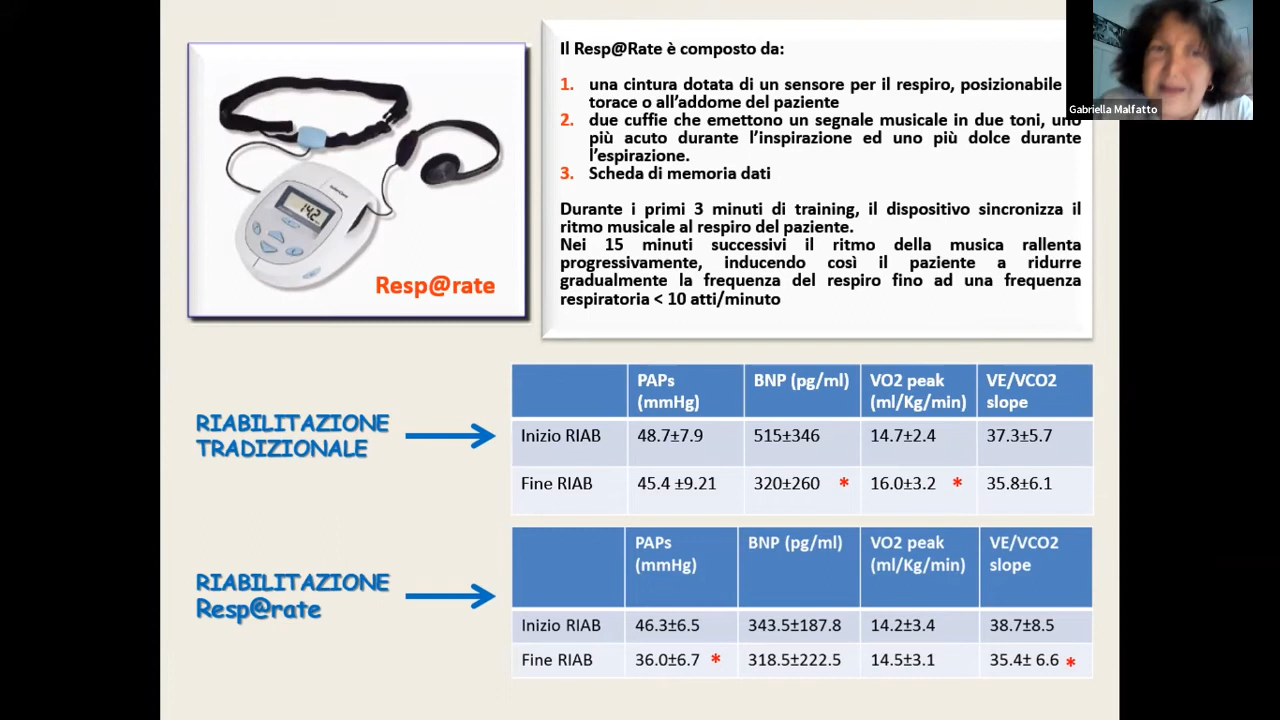 Il Resp@Rate è composto da:
1. una cintura dotata di un sensore per il respiro, posizionabile
torace o all’addome del paziente
2. due cuffie che emettono un segnale musicale in due toni, uno
più acuto durante l’inspirazione ed uno più dolce durante
l’espirazione.
3. Scheda di memoria dati
Durante i primi 3 minuti di training, il dispositivo sincronizza il
ritmo musicale al respiro del paziente.
Nei 15 minuti successivi il ritmo della musica rallenta
progressivamente, inducendo così il paziente a ridurre
gradualmente la frequenza del respiro fino ad una frequenza
respiratoria < 10 atti/minuto
Gabriella Malfatto
14.2
Resp@rate
RIABILITAZIONE
TRADIZIONALE
PAPs (mmHg) BNP (pg/ml) VO2 peak (ml/Kg/min) VE/VCO2 slope
Inizio RIAB 48.7±7.9 515±346 14.7±2.4 37.3±5.7
Fine RIAB 45.4 ±9.21 320±260 * 16.0±3.2 * 35.8±6.1
RIABILITAZIONE
Resp@rate
PAPs (mmHg) BNP (pg/ml) VO2 peak (ml/Kg/min) VE/VCO2 slope
Inizio RIAB 46.3±6.5 343.5±187.8 14.2±3.4 38.7±8.5
Fine RIAB 36.0±6.7 * 318.5±222.5 14.5±3.1 35.4± 6.6 *